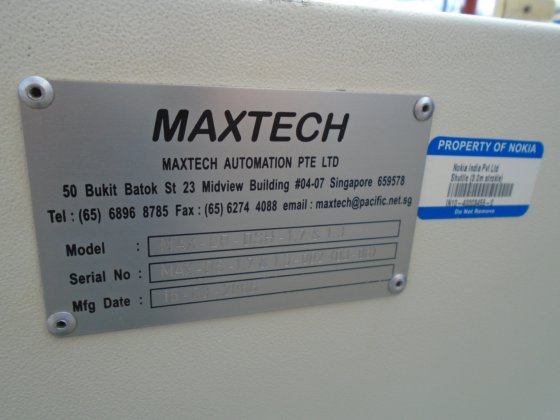 MAXTECH
MAXTECH AUTOMATION PTE LTD
50 Bukit Batok St 23 Midview Building #04-07 Singapore 659578
Tel : (65) 6896 8785 Fax : (65) 6274 4088 email : maxtech@pacific.net.sg
Model :
Serial No :
Mfg Date :
PROPERTY OF NOKIA
Nokia India Pvt Ltd
Shuttle
Do Not Remove